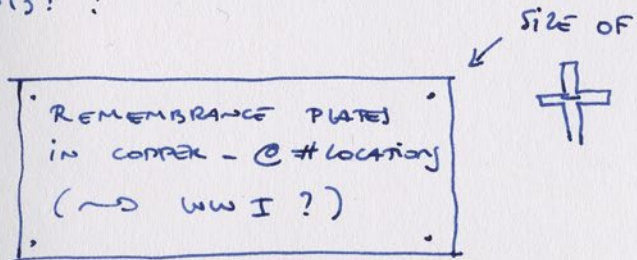 SIZE OF
REMEMBRANCE PLATES
IN COPPER - @ # LOCATIONS
(~> WW I ?)